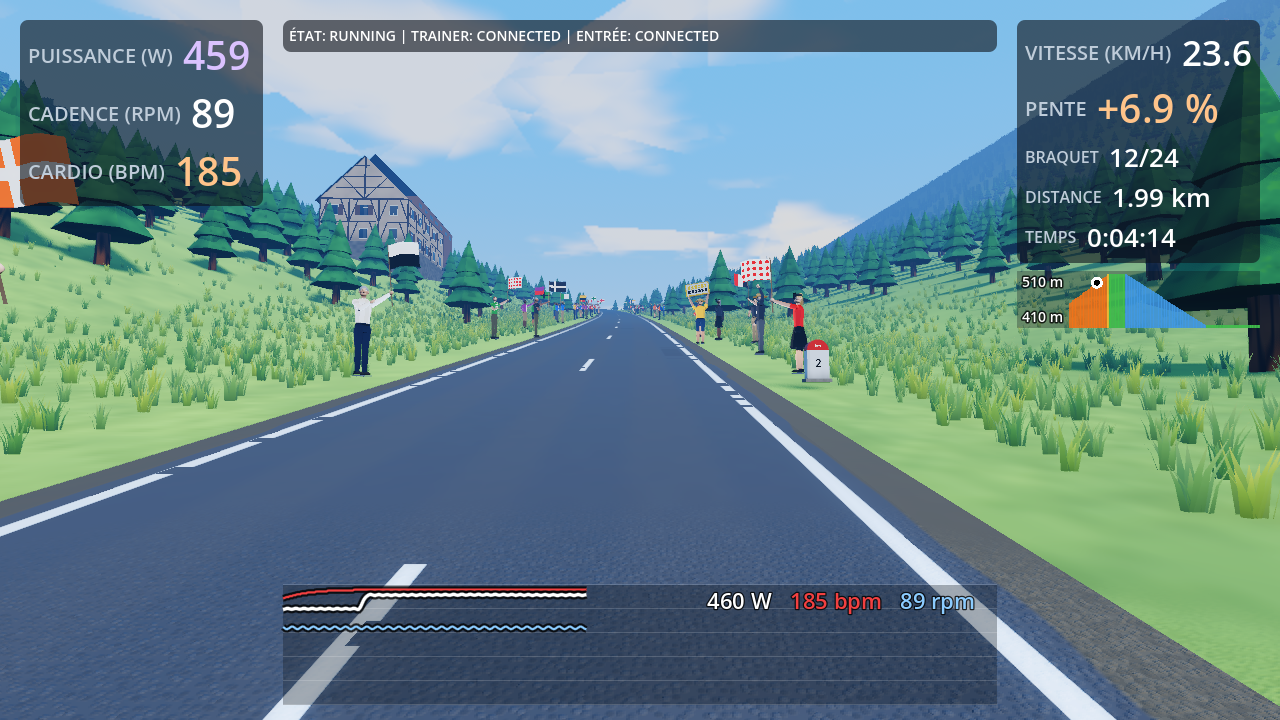 PUISSANCE (W) 459
CADENCE (RPM) 89
CARDIO (BPM) 185
ÉTAT: RUNNING | TRAINER: CONNECTED | ENTRÉE: CONNECTED
VITESSE (KM/H) 23.6
PENTE +6.9 %
BRAQUET 12/24
DISTANCE 1.99 km
TEMPS 0:04:14
510 m
410 m
2
460 W 185 bpm 89 rpm